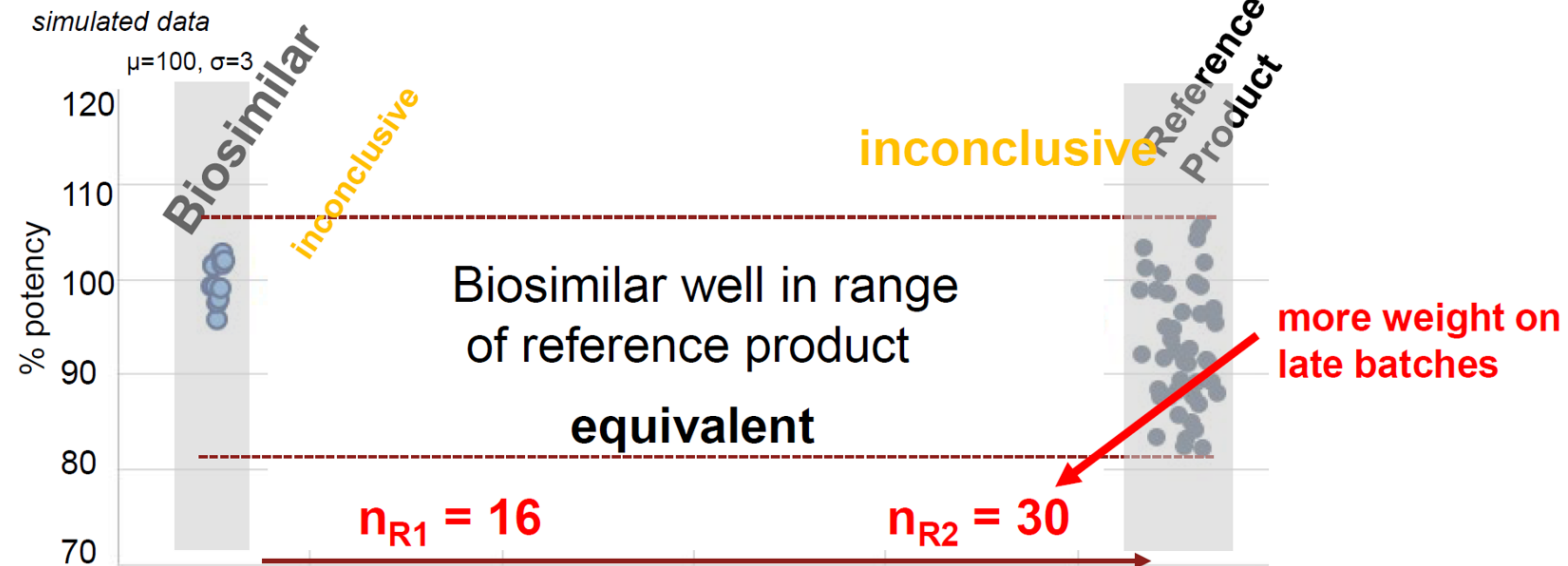 simulated data
μ=100, σ=3
Biosimilar
inconclusive
inconclusive
Reference
Product
% potency
120
110
100
90
80
70
Biosimilar well in range
of reference product
equivalent
more weight on
late batches
nR1 = 16
nR2 = 30